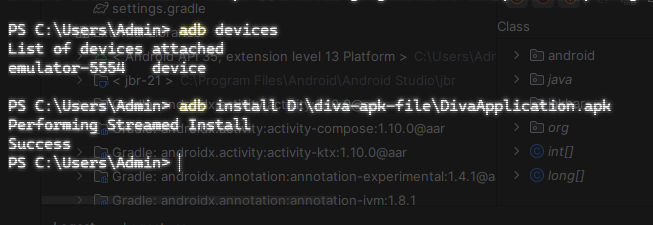 settings.gradle
Class
PS C:\Users\Admin> adb devices
List of devices attached
< Android API 35, extension level 13 Platform > C:\Users\Adm
android
emulator-5554 device
< jbr-21 > C:\Program Files\Android\Android Studio\jbr
java
PS C:\Users\Admin> adb install D:\diva-apk-file\DivaApplication.apk
Performing Streamed Install
activity-compose:1.10.0@aar
org
Success
Gradle: androidx.activity:activity-ktx:1.10.0@aar
int[]
PS C:\Users\Admin>
Gradle: androidx.annotation:annotation-experimental:1.4.1@a
long[]
Gradle: androidx.annotation:annotation-jvm:1.8.1